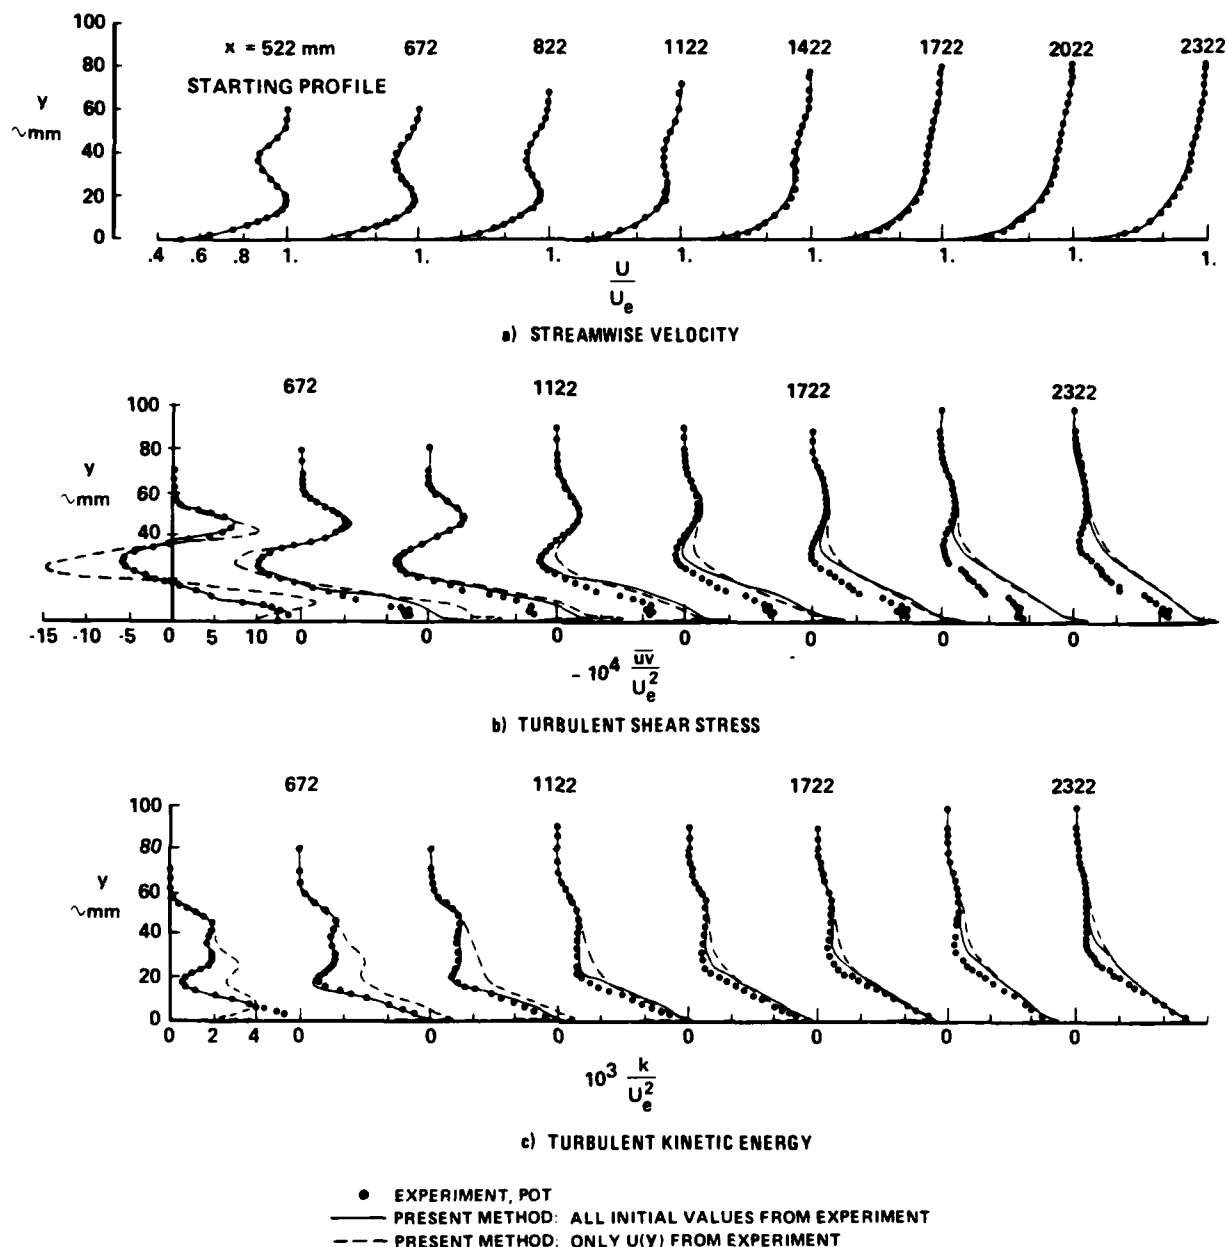 100
80
60
40
20
0
y
~mm
x = 522 mm 672 822 1122 1422 1722 2022 2322
STARTING PROFILE
.4 .6 .8 1. 1. 1. 1. 1. 1. 1. 1.
U
U_e
a) STREAMWISE VELOCITY
672 1122 1722 2322
100
80
60
40
20
0
y
~mm
-15 -10 -5 0 5 10 0 0 0 0 0 0 0
- 10^4 \overline{uv}
U_e^2
b) TURBULENT SHEAR STRESS
672 1122 1722 2322
100
80
60
40
20
0
y
~mm
0 2 4 0 0 0 0 0 0 0
10^3 k
U_e^2
c) TURBULENT KINETIC ENERGY
● EXPERIMENT, POT
—— PRESENT METHOD: ALL INITIAL VALUES FROM EXPERIMENT
– – – PRESENT METHOD: ONLY U(Y) FROM EXPERIMENT